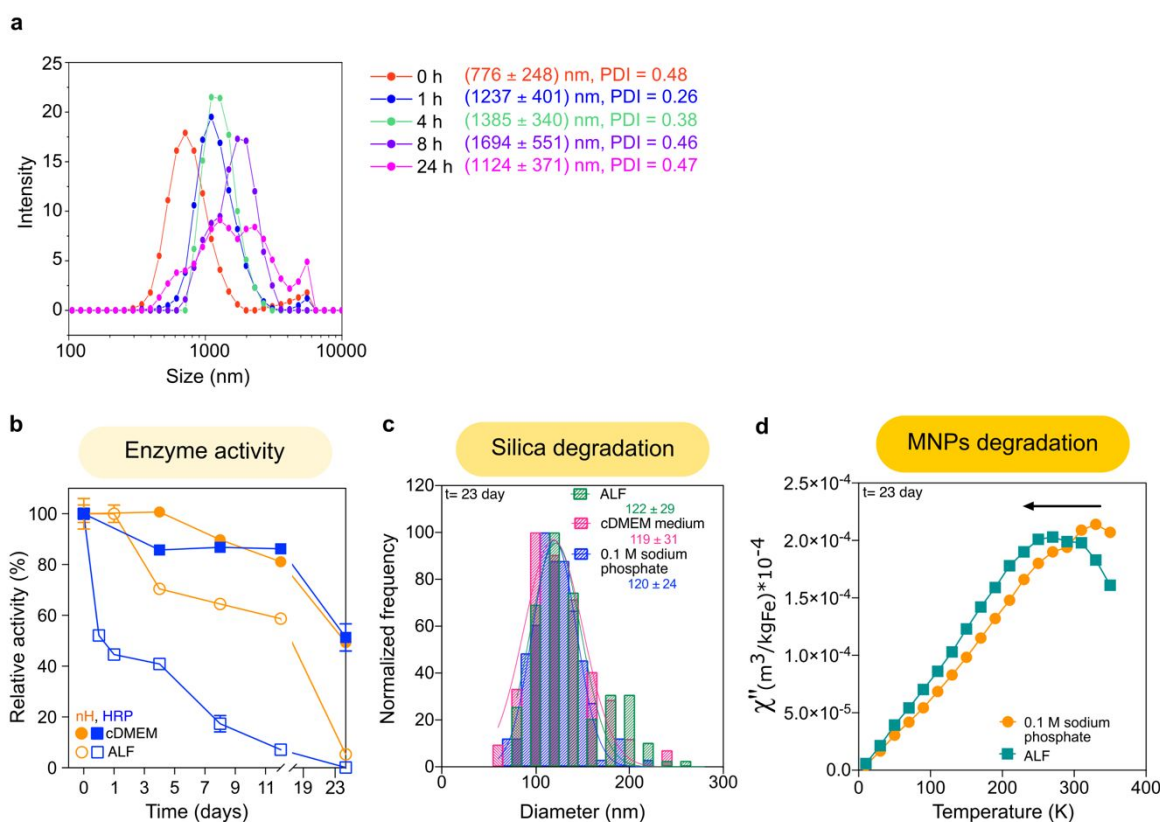 a
25
20
15
10
5
0
Intensity
100
1000
10000
Size (nm)
0 h (776 ± 248) nm, PDI = 0.48
1 h (1237 ± 401) nm, PDI = 0.26
4 h (1385 ± 340) nm, PDI = 0.38
8 h (1694 ± 551) nm, PDI = 0.46
24 h (1124 ± 371) nm, PDI = 0.47
b
Enzyme activity
100
80
60
40
20
0
Relative activity (%)
nH, HRP
cDMEM
ALF
0 1 3 5 7 9 11 19 23
Time (days)
c
Silica degradation
120
100
80
60
40
20
0
Normalized frequency
t= 23 day
ALF
122 ± 29
cDMEM medium
119 ± 31
0.1 M sodium
phosphate
120 ± 24
0 100 200 300
Diameter (nm)
d
MNPs degradation
2.5×10⁻⁴
2.0×10⁻⁴
1.5×10⁻⁴
1.0×10⁻⁴
5.0×10⁻⁵
0.0
χ" (m³/kgFe)*10⁻⁴
t= 23 day
0.1 M sodium
phosphate
ALF
0 100 200 300 400
Temperature (K)